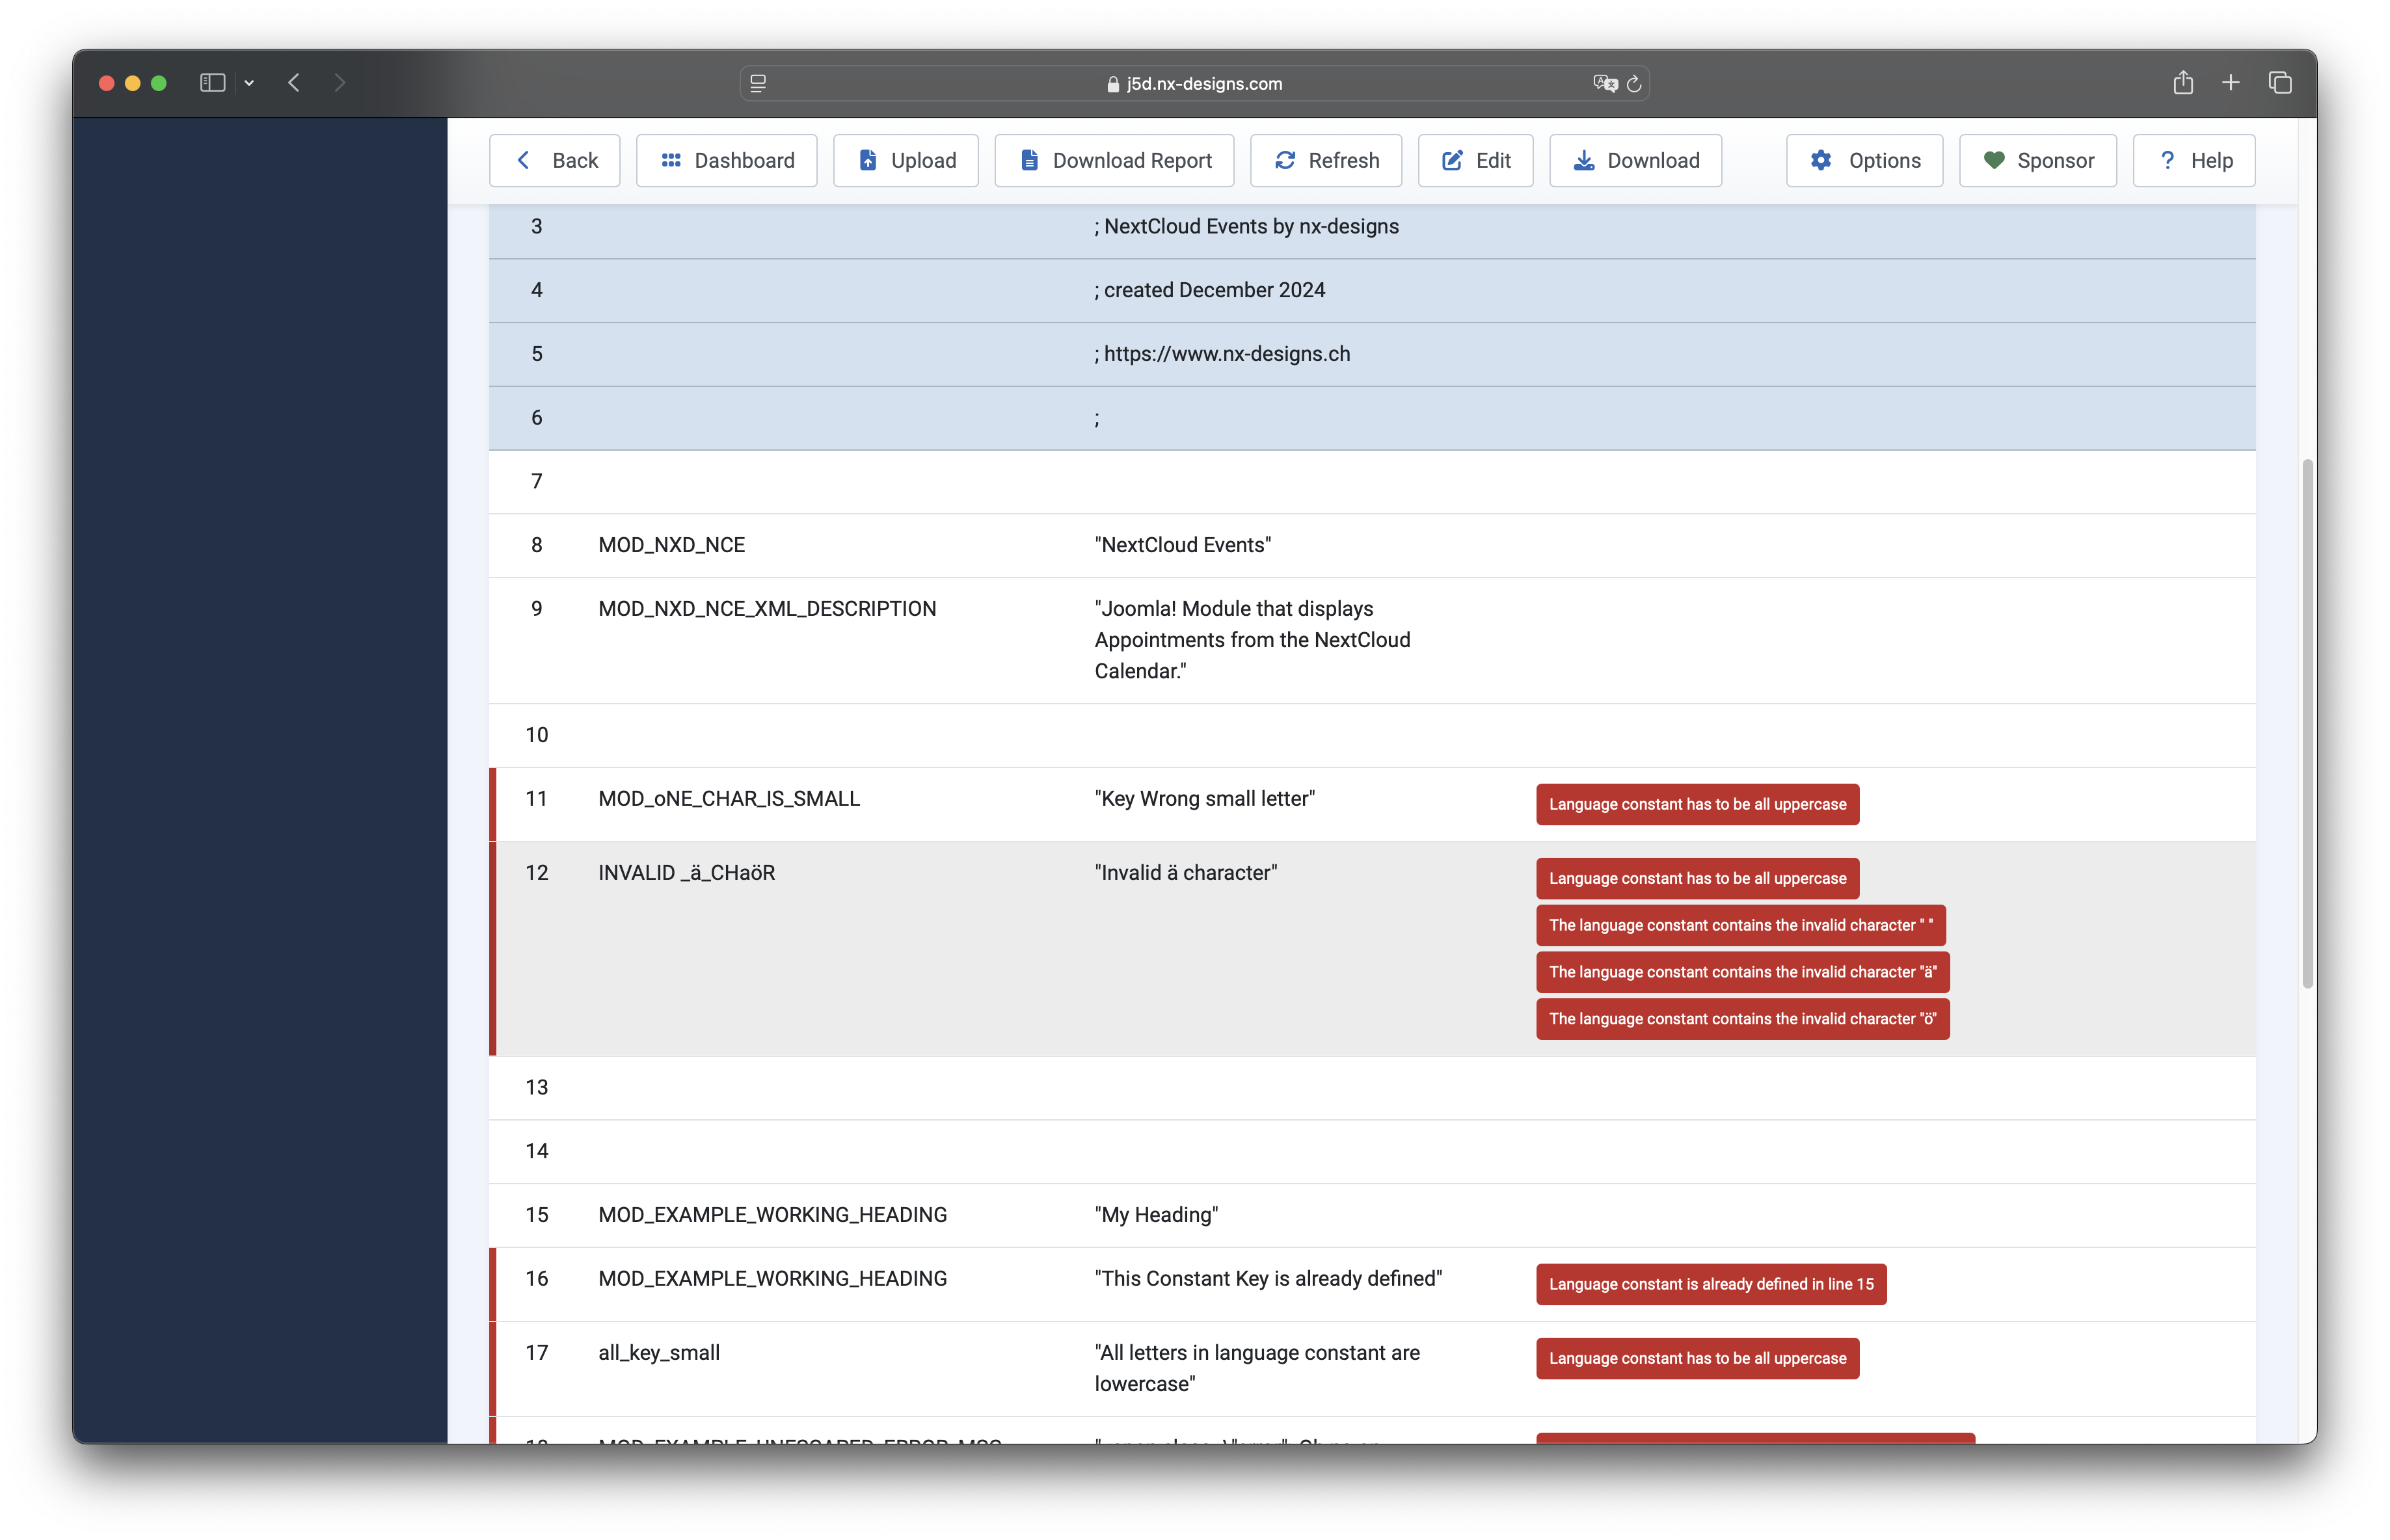 j5d.nx-designs.com
Back Dashboard Upload Download Report Refresh Edit Download Options Sponsor Help
3 ; NextCloud Events by nx-designs
4 ; created December 2024
5 ; https://www.nx-designs.ch
6 ;
7
8 MOD_NXD_NCE "NextCloud Events"
9 MOD_NXD_NCE_XML_DESCRIPTION "Joomla! Module that displays
Appointments from the NextCloud
Calendar."
10
11 MOD_oNE_CHAR_IS_SMALL "Key Wrong small letter" Language constant has to be all uppercase
12 INVALID _ä_CHaöR "Invalid ä character" Language constant has to be all uppercase
The language constant contains the invalid character " "
The language constant contains the invalid character "ä"
The language constant contains the invalid character "ö"
13
14
15 MOD_EXAMPLE_WORKING_HEADING "My Heading"
16 MOD_EXAMPLE_WORKING_HEADING "This Constant Key is already defined" Language constant is already defined in line 15
17 all_key_small "All letters in language constant are Language constant has to be all uppercase
lowercase"